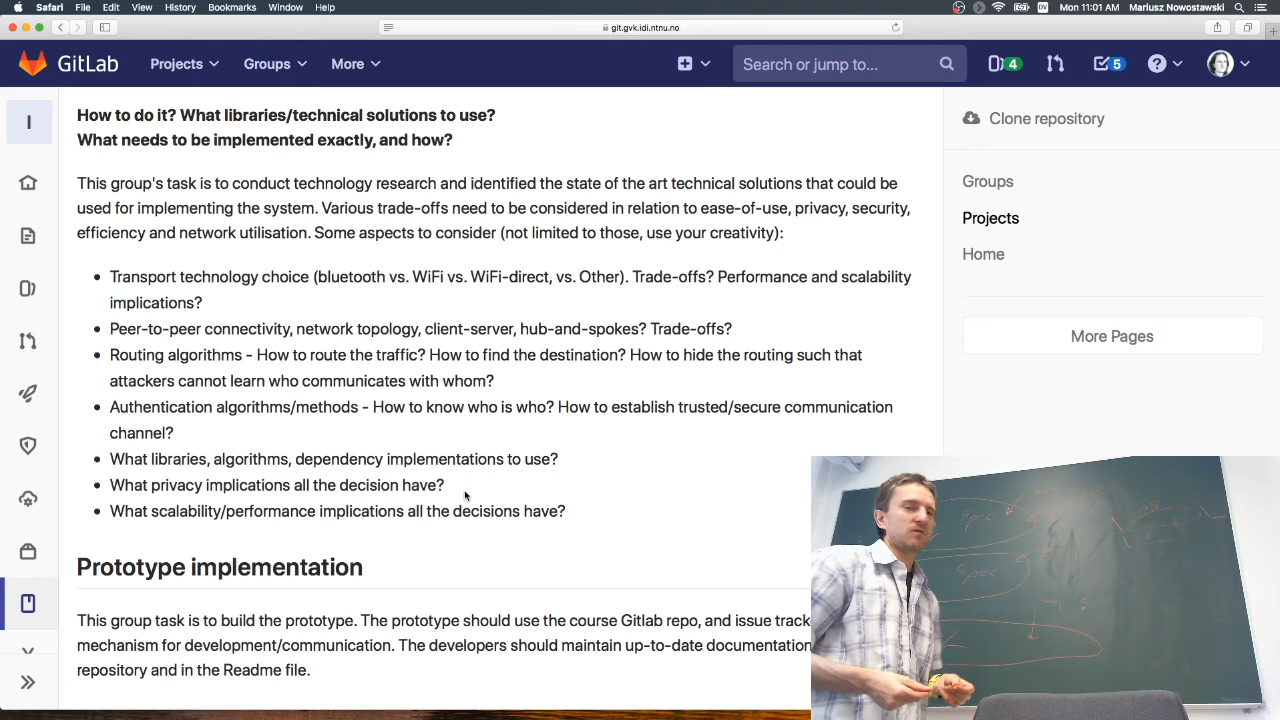 Safari File Edit View History Bookmarks Window Help DV Mon 11:01 AM Mariusz Nowostawski
git.gvk.idi.ntnu.no
GitLab Projects Groups More Search or jump to... 4 5
I
How to do it? What libraries/technical solutions to use?
What needs to be implemented exactly, and how?
This group's task is to conduct technology research and identified the state of the art technical solutions that could be
used for implementing the system. Various trade-offs need to be considered in relation to ease-of-use, privacy, security,
efficiency and network utilisation. Some aspects to consider (not limited to those, use your creativity):
Transport technology choice (bluetooth vs. WiFi vs. WiFi-direct, vs. Other). Trade-offs? Performance and scalability
implications?
Peer-to-peer connectivity, network topology, client-server, hub-and-spokes? Trade-offs?
Routing algorithms - How to route the traffic? How to find the destination? How to hide the routing such that
attackers cannot learn who communicates with whom?
Authentication algorithms/methods - How to know who is who? How to establish trusted/secure communication
channel?
What libraries, algorithms, dependency implementations to use?
What privacy implications all the decision have?
What scalability/performance implications all the decisions have?
Prototype implementation
This group task is to build the prototype. The prototype should use the course Gitlab repo, and issue track
mechanism for development/communication. The developers should maintain up-to-date documentation
repository and in the Readme file.
Clone repository
Groups
Projects
Home
More Pages
spec
spec